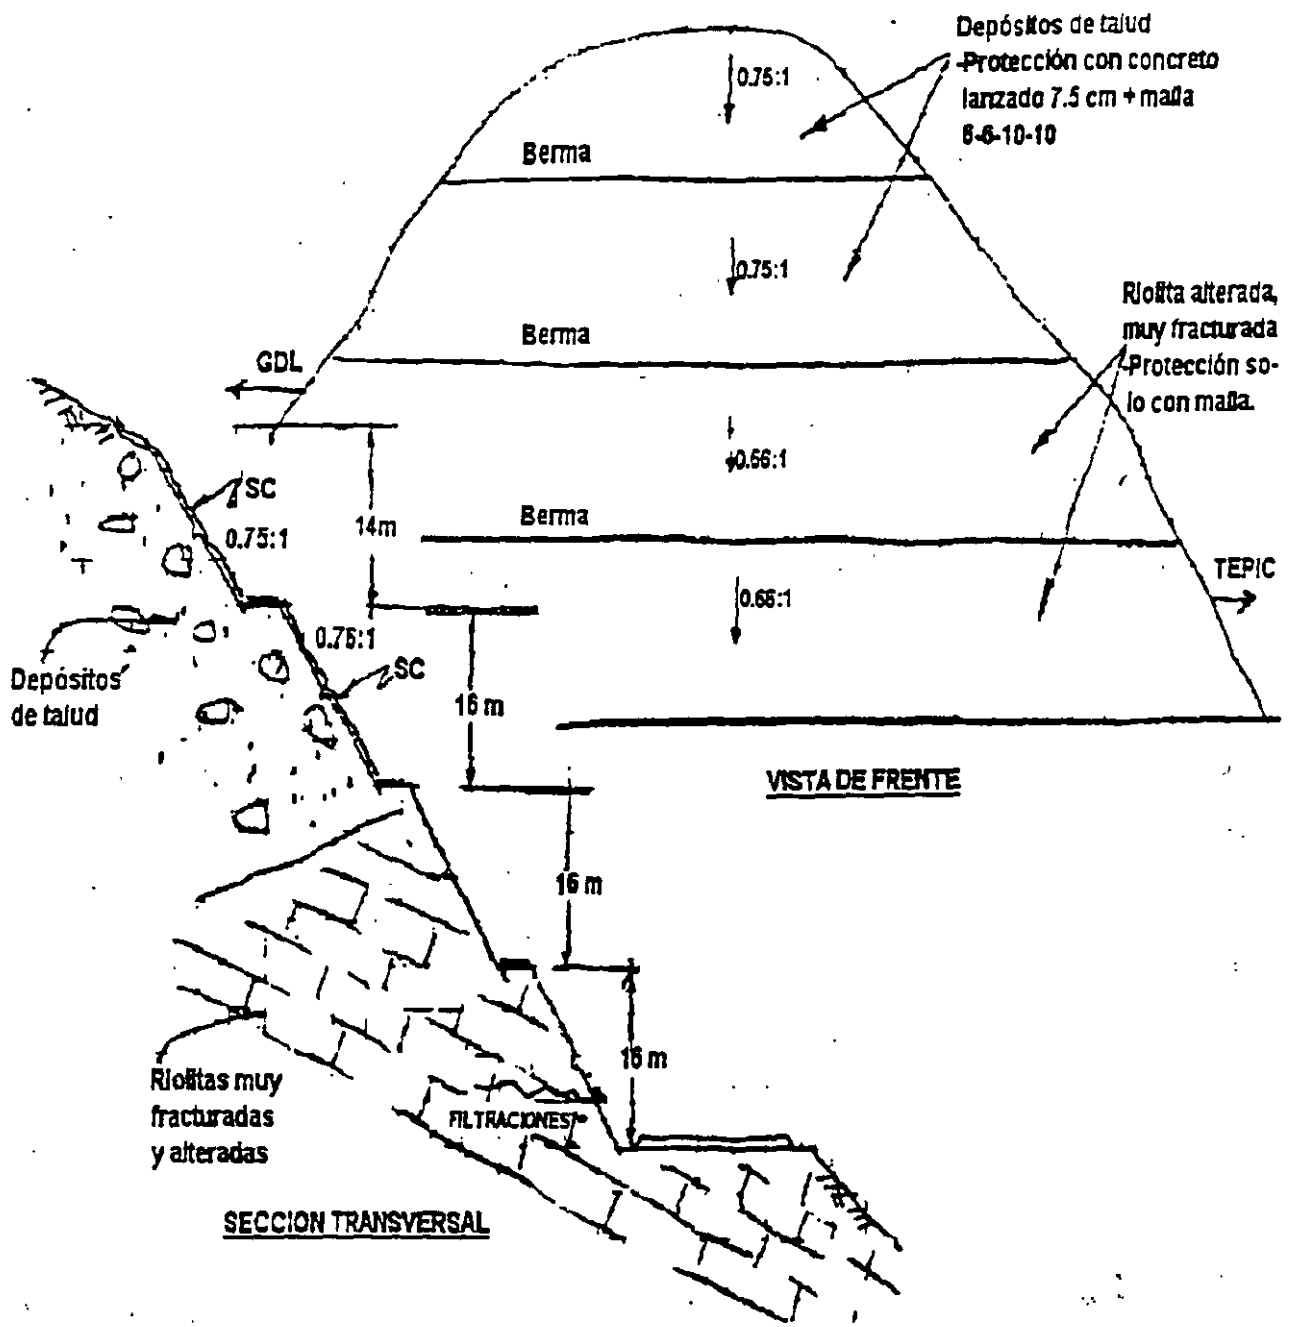 Depósitos de talud
-Protección con concreto
lanzado 7.5 cm + malla
6-6-10-10
0.75:1
Berma
0.75:1
Riolita alterada,
muy fracturada
-Protección so-
lo con malla.
Berma
GDL
0.66:1
SC
0.75:1
14m
Berma
TEPIC
0.66:1
0.75:1
SC
Depósitos
de talud
16 m
VISTA DE FRENTE
16 m
16 m
Riolitas muy
fracturadas
y alteradas
FILTRACIONES
SECCION TRANSVERSAL